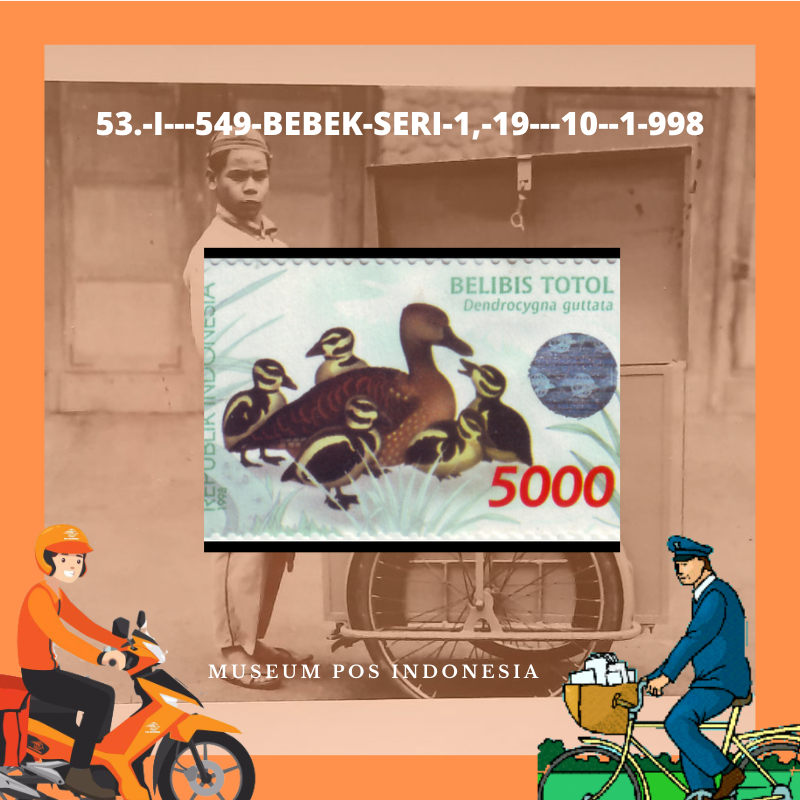 53.-I---549-BEBEK-SERI-1,-19---10--1-998
BELIBIS TOTOL
Dendrocygna guttata
REPUBLIK INDONESIA
1998
5000
MUSEUM POS INDONESIA